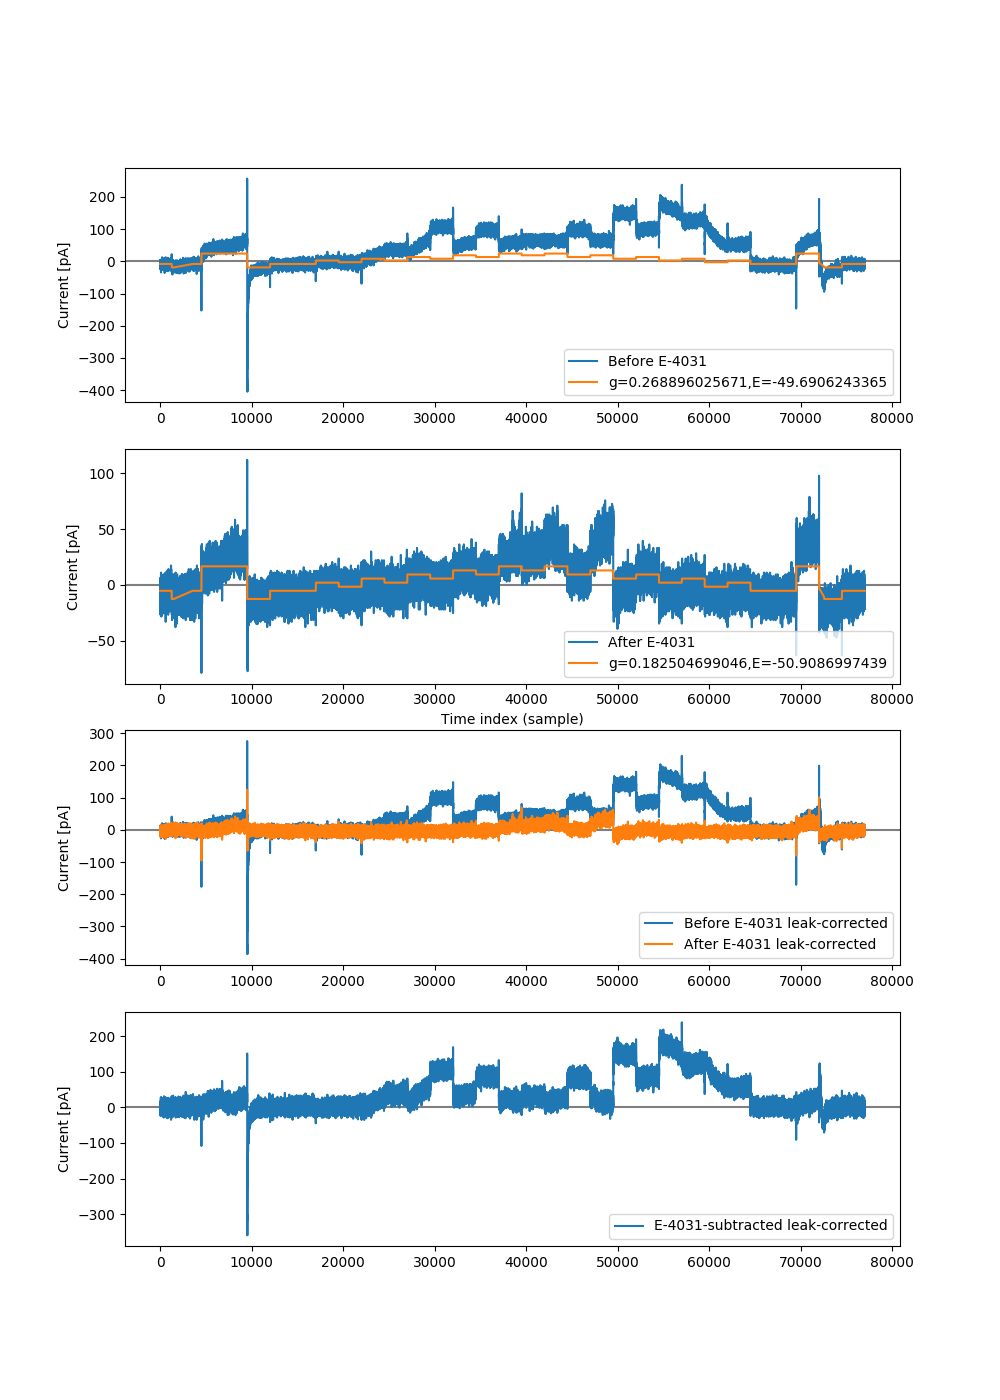 200
100
0
−100
−200
−300
−400
Current [pA]
Before E-4031
g=0.268896025671,E=-49.6906243365
0 10000 20000 30000 40000 50000 60000 70000 80000
100
50
0
−50
Current [pA]
After E-4031
g=0.182504699046,E=-50.9086997439
0 10000 20000 30000 40000 50000 60000 70000 80000
Time index (sample)
300
200
100
0
−100
−200
−300
−400
Current [pA]
Before E-4031 leak-corrected
After E-4031 leak-corrected
0 10000 20000 30000 40000 50000 60000 70000 80000
200
100
0
−100
−200
−300
Current [pA]
E-4031-subtracted leak-corrected
0 10000 20000 30000 40000 50000 60000 70000 80000